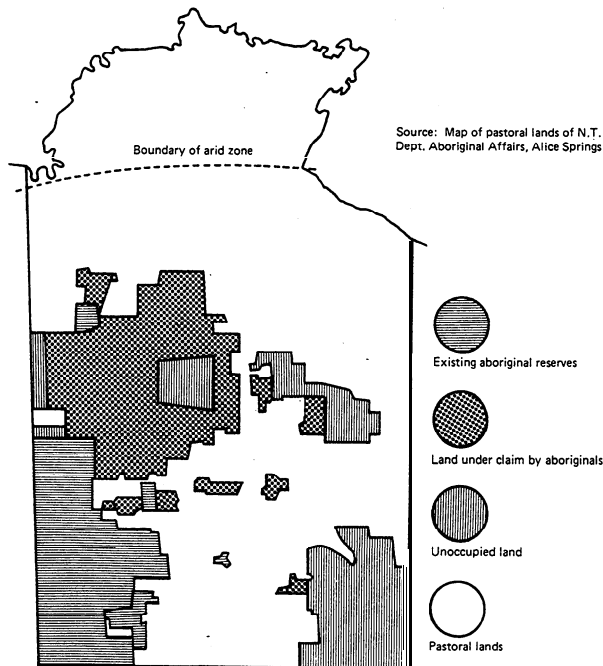 Boundary of arid zone
Source: Map of pastoral lands of N.T.
Dept. Aboriginal Affairs, Alice Springs
Existing aboriginal reserves
Land under claim by aboriginals
Unoccupied land
Pastoral lands